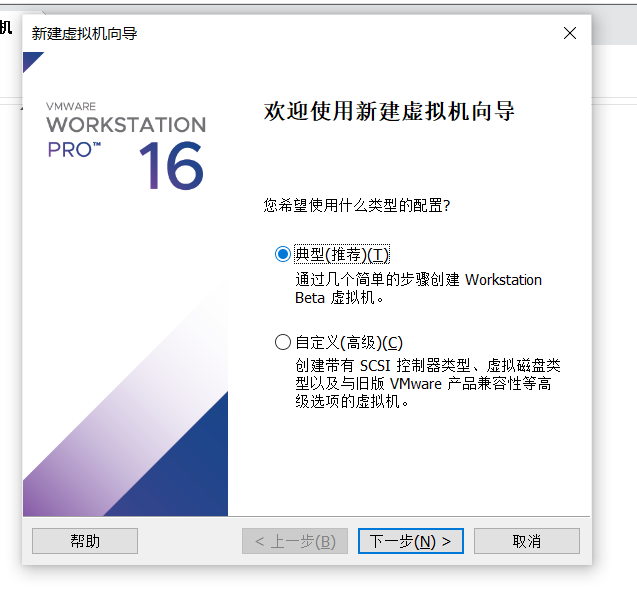 机
新建虚拟机向导
VMWARE
WORKSTATION
PRO™ 16
欢迎使用新建虚拟机向导
您希望使用什么类型的配置?
典型(推荐)(T)
通过几个简单的步骤创建 Workstation
Beta 虚拟机。
自定义(高级)(C)
创建带有 SCSI 控制器类型、虚拟磁盘类
型以及与旧版 VMware 产品兼容性等高
级选项的虚拟机。
帮助
< 上一步(B)
下一步(N) >
取消